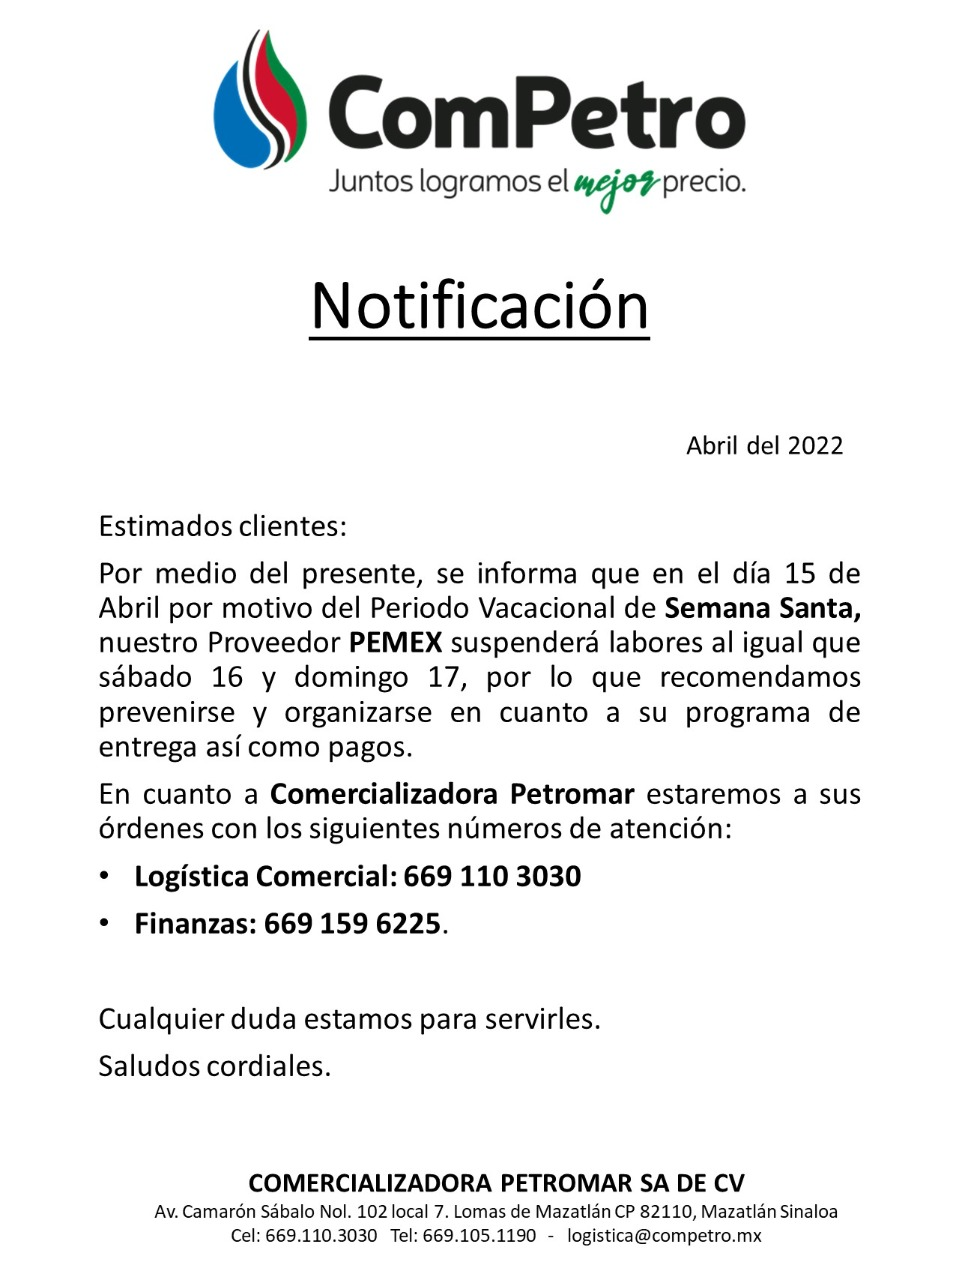 ComPetro
Juntos logramos el mejor precio.
Notificación
Abril del 2022
Estimados clientes:
Por medio del presente, se informa que en el día 15 de
Abril por motivo del Periodo Vacacional de Semana Santa,
nuestro Proveedor PEMEX suspenderá labores al igual que
sábado 16 y domingo 17, por lo que recomendamos
prevenirse y organizarse en cuanto a su programa de
entrega así como pagos.
En cuanto a Comercializadora Petromar estaremos a sus
órdenes con los siguientes números de atención:
• Logística Comercial: 669 110 3030
• Finanzas: 669 159 6225.
Cualquier duda estamos para servirles.
Saludos cordiales.
COMERCIALIZADORA PETROMAR SA DE CV
Av. Camarón Sábalo Nol. 102 local 7. Lomas de Mazatlán CP 82110, Mazatlán Sinaloa
Cel: 669.110.3030 Tel: 669.105.1190 - logistica@competro.mx